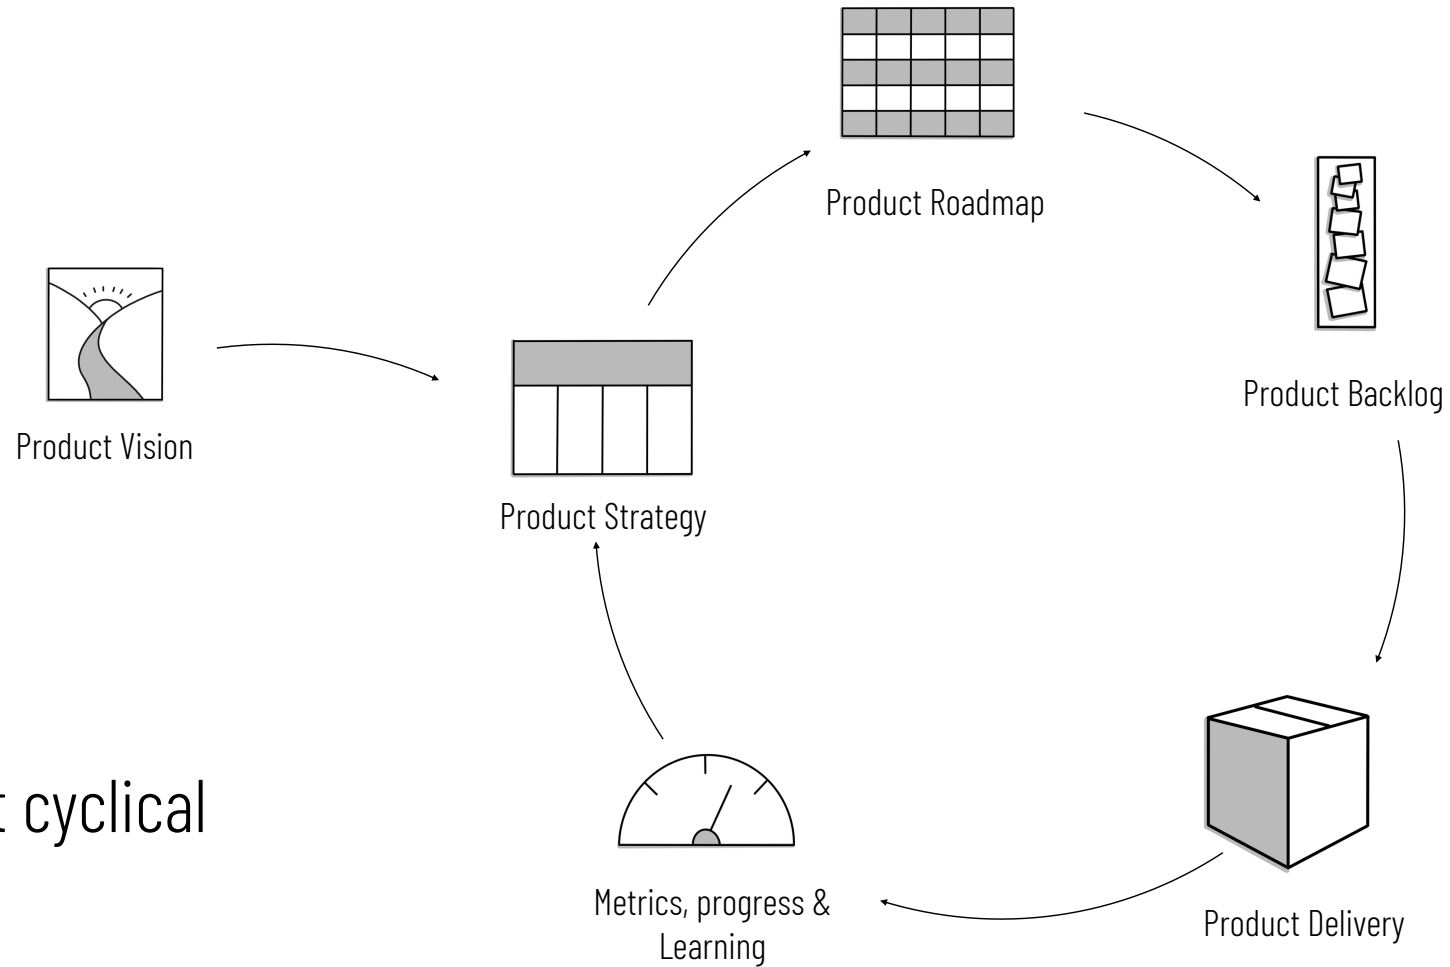 Product Roadmap
Product Backlog
Product Vision
Product Strategy
cyclical
Metrics, progress &
Learning
Product Delivery